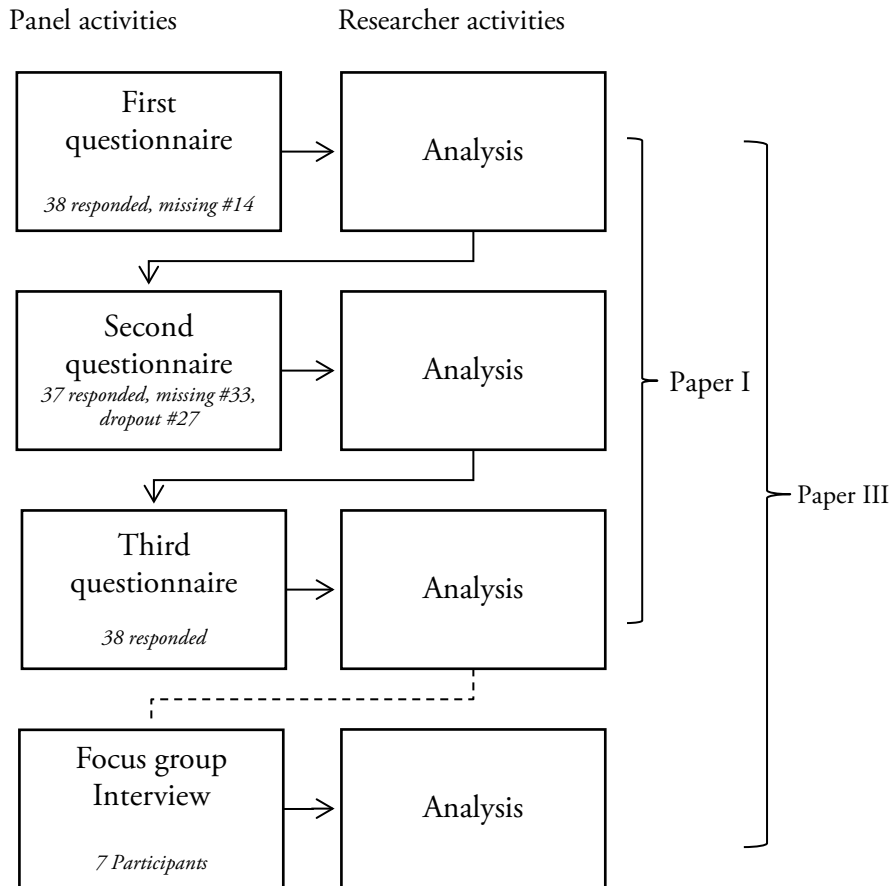 Panel activities
Researcher activities
First
questionnaire
38 responded, missing #14
Analysis
Second
questionnaire
37 responded, missing #33,
dropout #27
Analysis
Third
questionnaire
38 responded
Analysis
Focus group
Interview
7 Participants
Analysis
Paper I
Paper III